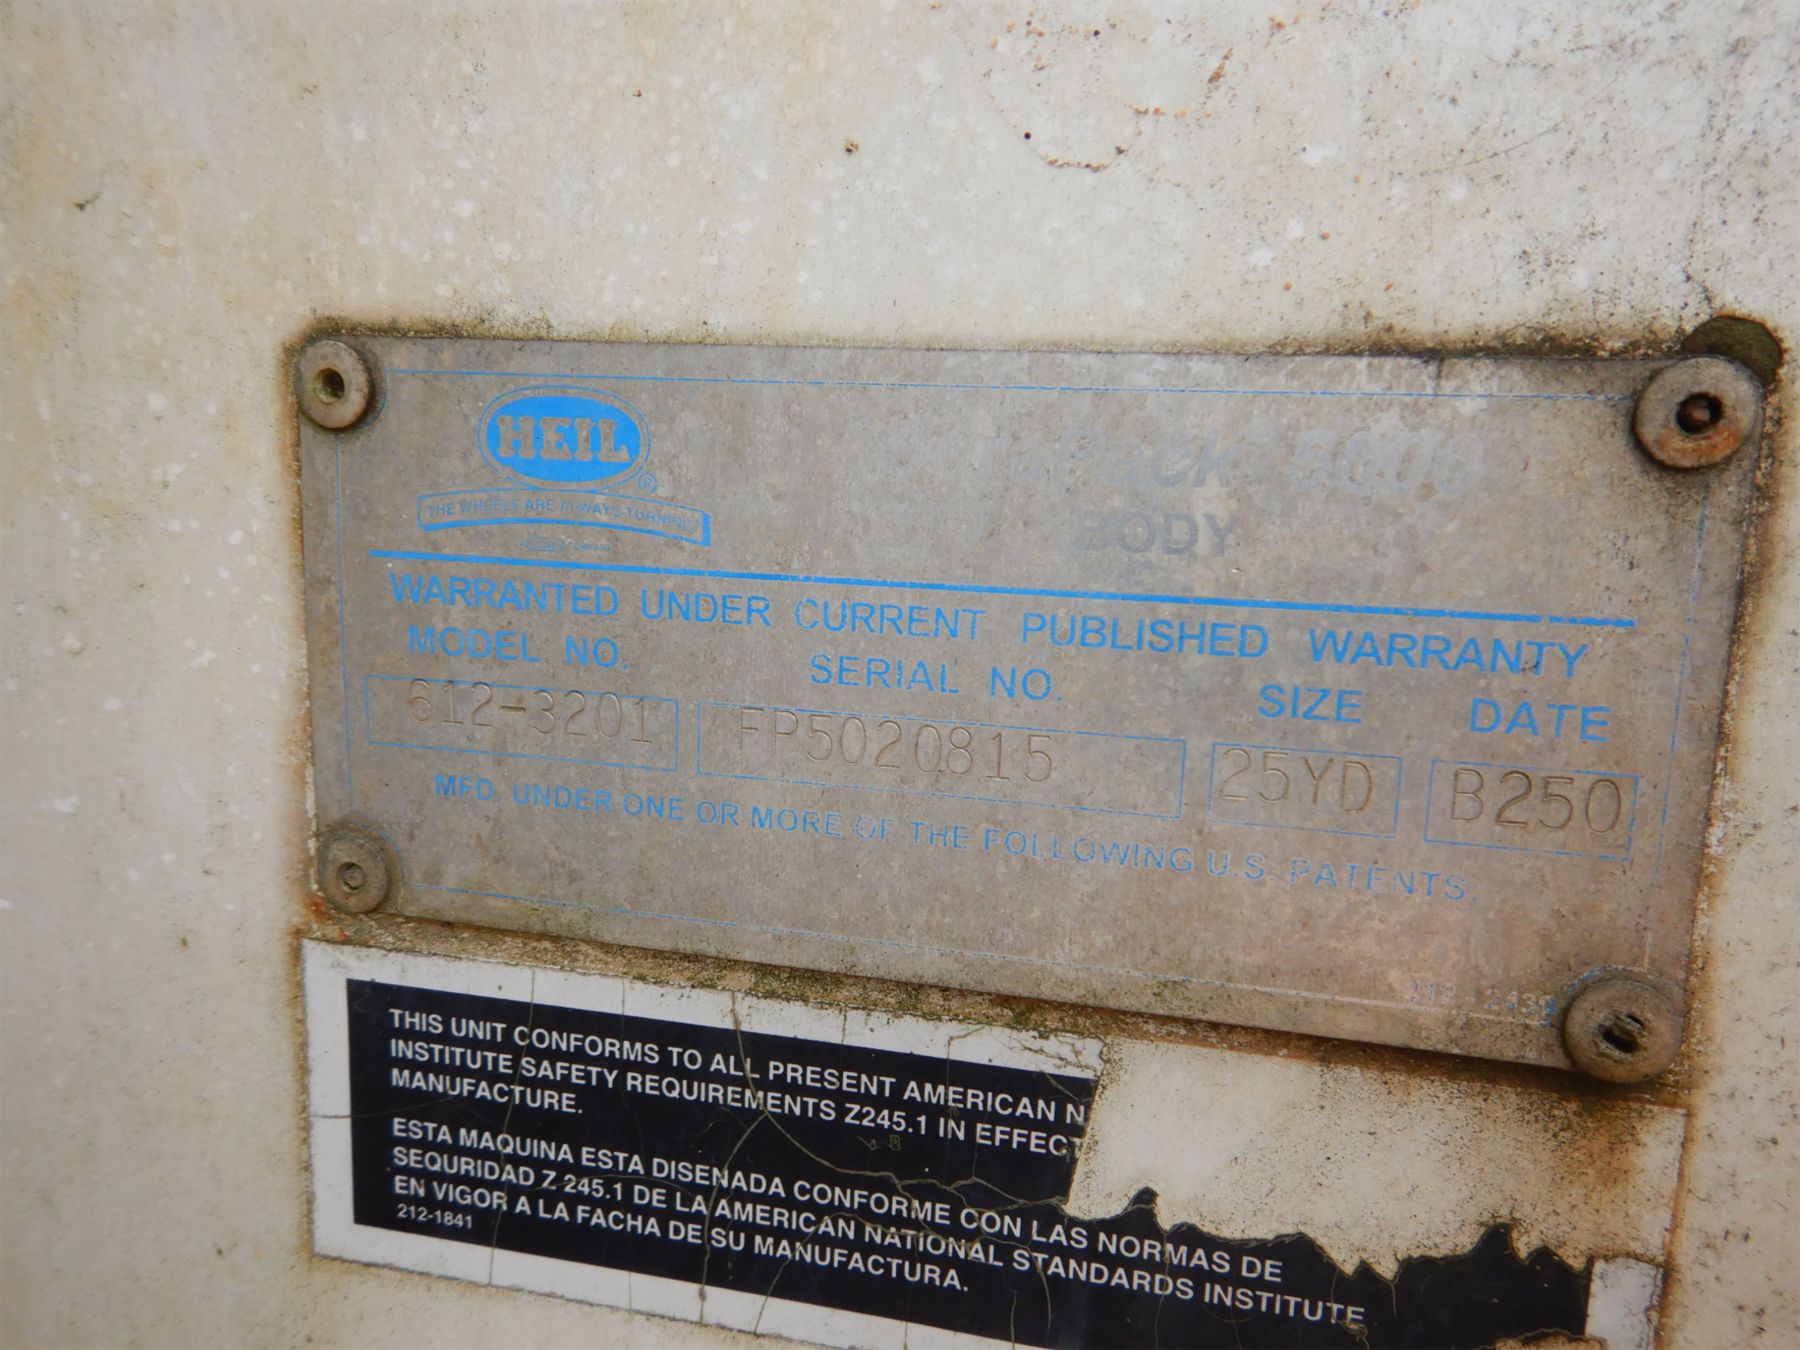 HEIL
®
THE WHEELS ARE ALWAYS TURNING
5000
BODY
WARRANTED UNDER CURRENT PUBLISHED WARRANTY
MODEL NO. SERIAL NO. SIZE DATE
612-3201 FP5020815 25YD B250
MFD. UNDER ONE OR MORE OF THE FOLLOWING U.S. PATENTS:
THIS UNIT CONFORMS TO ALL PRESENT AMERICAN N
INSTITUTE SAFETY REQUIREMENTS Z245.1 IN EFFECT
MANUFACTURE.
ESTA MAQUINA ESTA DISENADA CONFORME CON LAS NORMAS DE
SEQURIDAD Z 245.1 DE LA AMERICAN NATIONAL STANDARDS INSTITUTE
EN VIGOR A LA FACHA DE SU MANUFACTURA.
212-1841